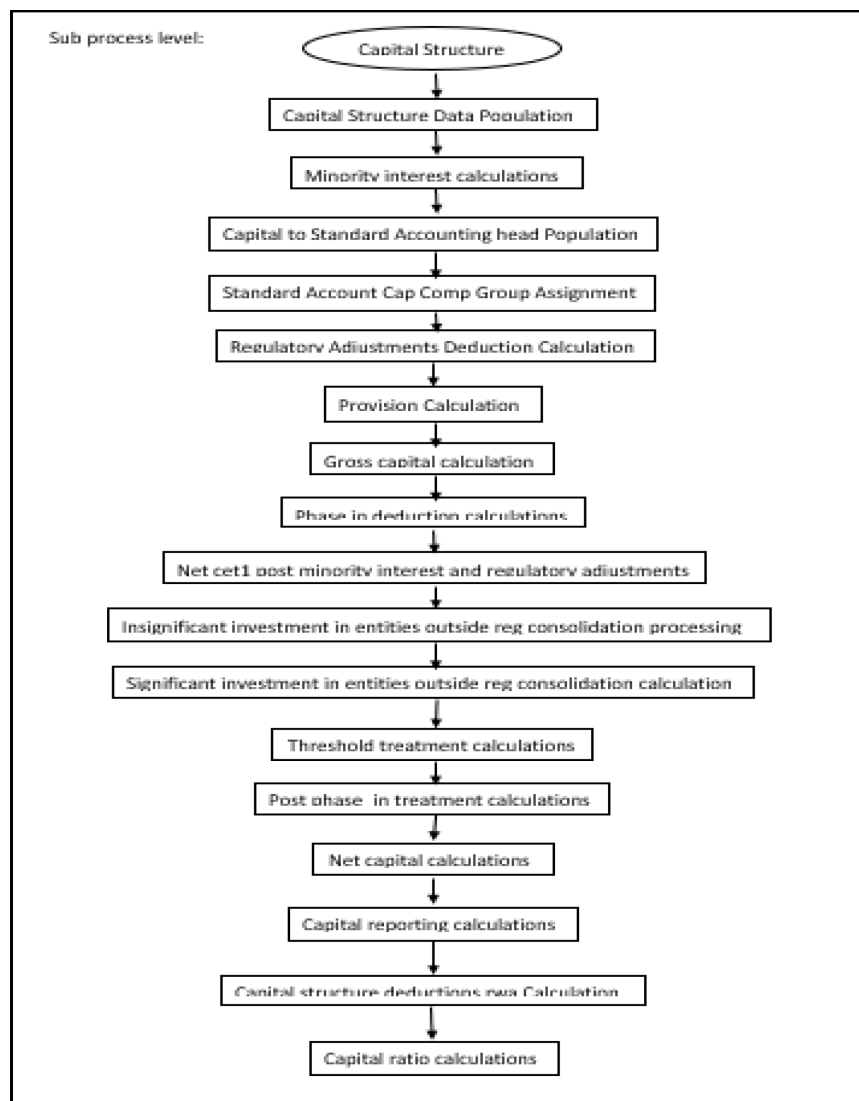 Sub process level:
Capital Structure
Capital Structure Data Population
Minority interest calculations
Capital to Standard Accounting head Population
Standard Account Cap Comp Group Assignment
Regulatory Adjustments Deduction Calculation
Provision Calculation
Gross capital calculation
Phase in deduction calculations
Net cet1 post minority interest and regulatory adjustments
Insignificant investment in entities outside reg consolidation processing
Significant investment in entities outside reg consolidation calculation
Threshold treatment calculations
Post phase in treatment calculations
Net capital calculations
Capital reporting calculations
Capital structure deductions rwa Calculation
Capital ratio calculations